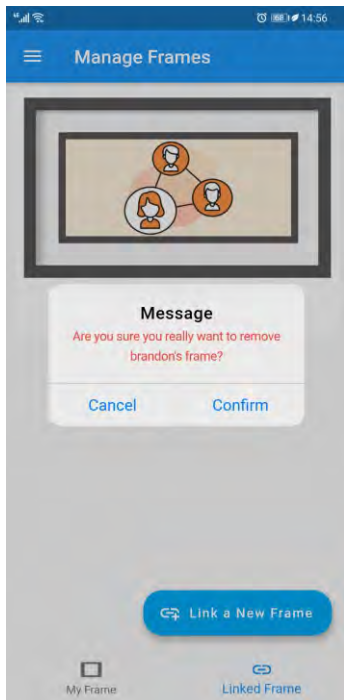 14:56
Manage Frames
Message
Are you sure you really want to remove
brandon's frame?
Cancel
Confirm
Link a New Frame
My Frame
Linked Frame